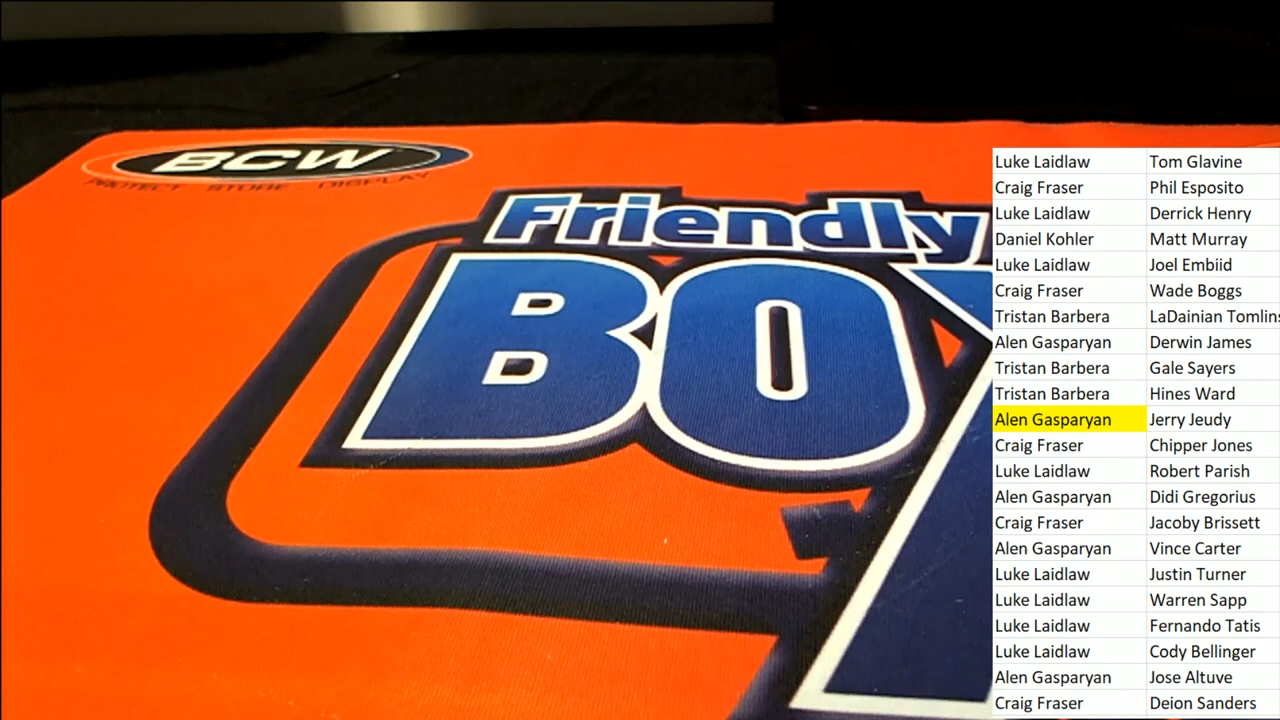 BCW
PROTECT STORE DISPLAY
Friendly
BO
Luke Laidlaw Tom Glavine
Craig Fraser Phil Esposito
Luke Laidlaw Derrick Henry
Daniel Kohler Matt Murray
Luke Laidlaw Joel Embiid
Craig Fraser Wade Boggs
Tristan Barbera LaDainian Tomlins
Alen Gasparyan Derwin James
Tristan Barbera Gale Sayers
Tristan Barbera Hines Ward
Alen Gasparyan Jerry Jeudy
Craig Fraser Chipper Jones
Luke Laidlaw Robert Parish
Alen Gasparyan Didi Gregorius
Craig Fraser Jacoby Brissett
Alen Gasparyan Vince Carter
Luke Laidlaw Justin Turner
Luke Laidlaw Warren Sapp
Luke Laidlaw Fernando Tatis
Luke Laidlaw Cody Bellinger
Alen Gasparyan Jose Altuve
Craig Fraser Deion Sanders